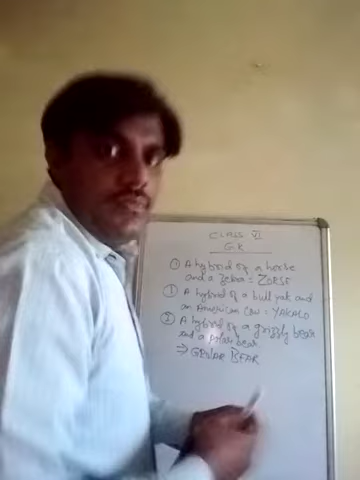 CLASS VI
G.K
① A hybrid of a horse
and a Zebra = ZORSE
② A hybrid of a bull yak and
an American Cow = YAKALO
③ A hybrid of a grizzly bear
and a polar bear
⇒ GROLAR BEAR